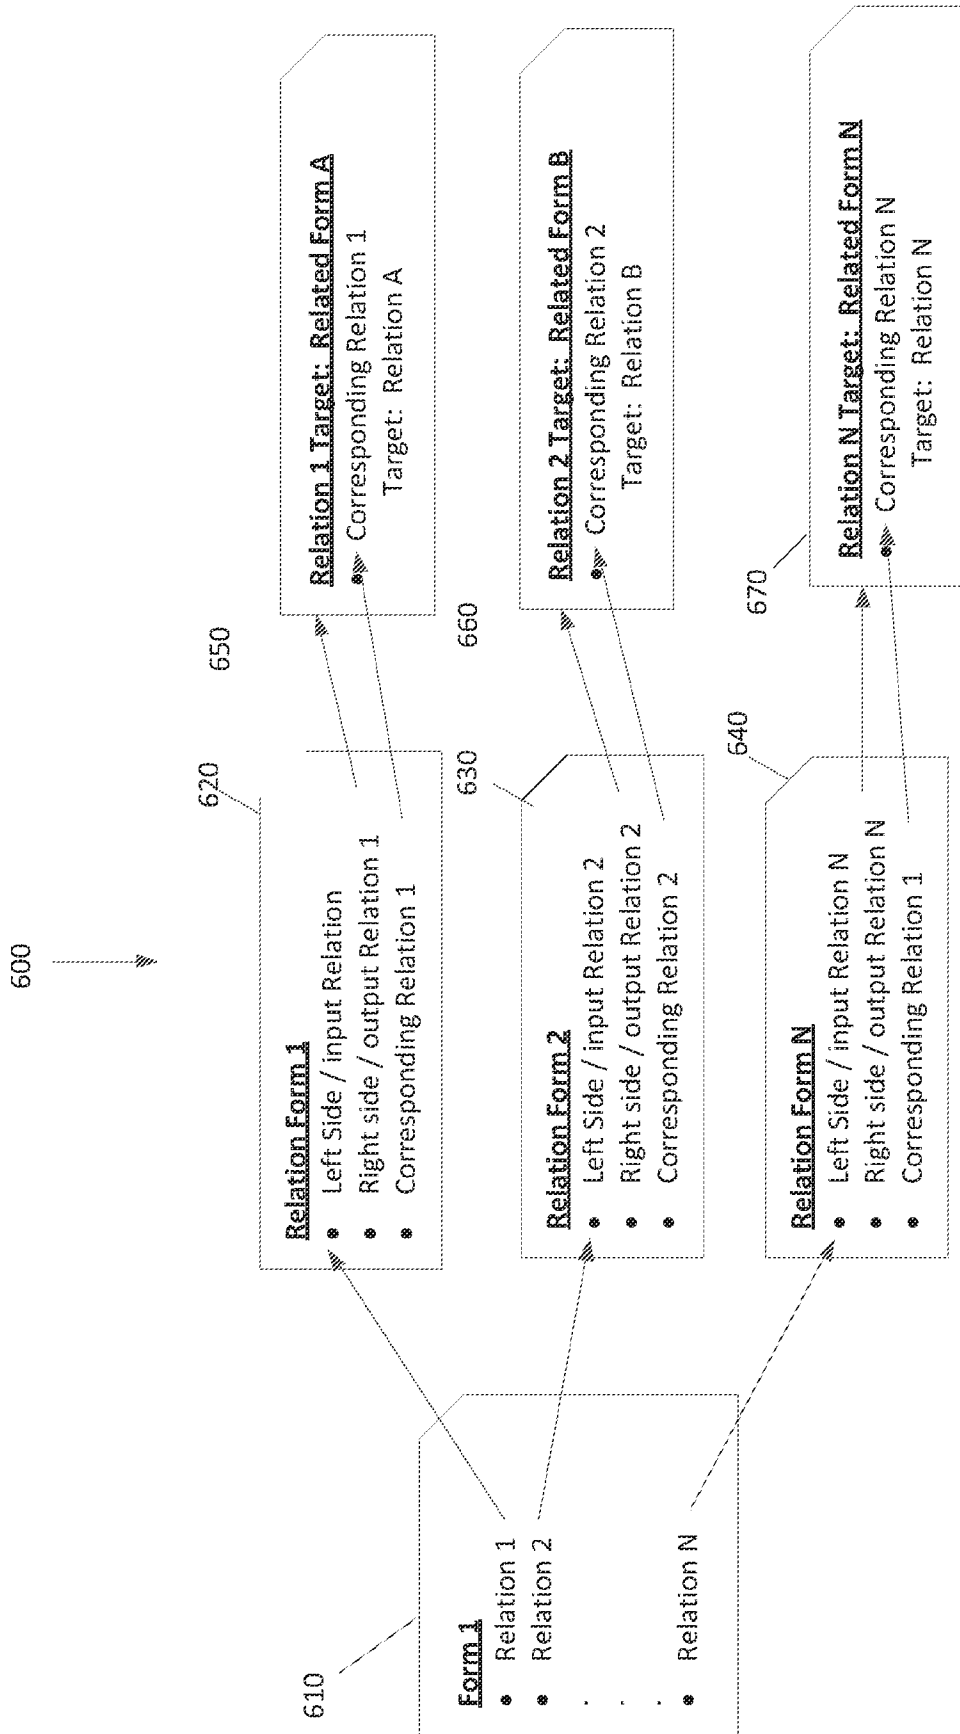 600
610
Form 1
• Relation 1
• Relation 2
.
.
.
• Relation N
620
Relation Form 1
• Left Side / input Relation
• Right side / output Relation 1
• Corresponding Relation 1
630
Relation Form 2
• Left Side / input Relation 2
• Right side / output Relation 2
• Corresponding Relation 2
640
Relation Form N
• Left Side / input Relation N
• Right side / output Relation N
• Corresponding Relation 1
650
Relation 1 Target: Related Form A
• Corresponding Relation 1
Target: Relation A
660
Relation 2 Target: Related Form B
• Corresponding Relation 2
Target: Relation B
670
Relation N Target: Related Form N
• Corresponding Relation N
Target: Relation N